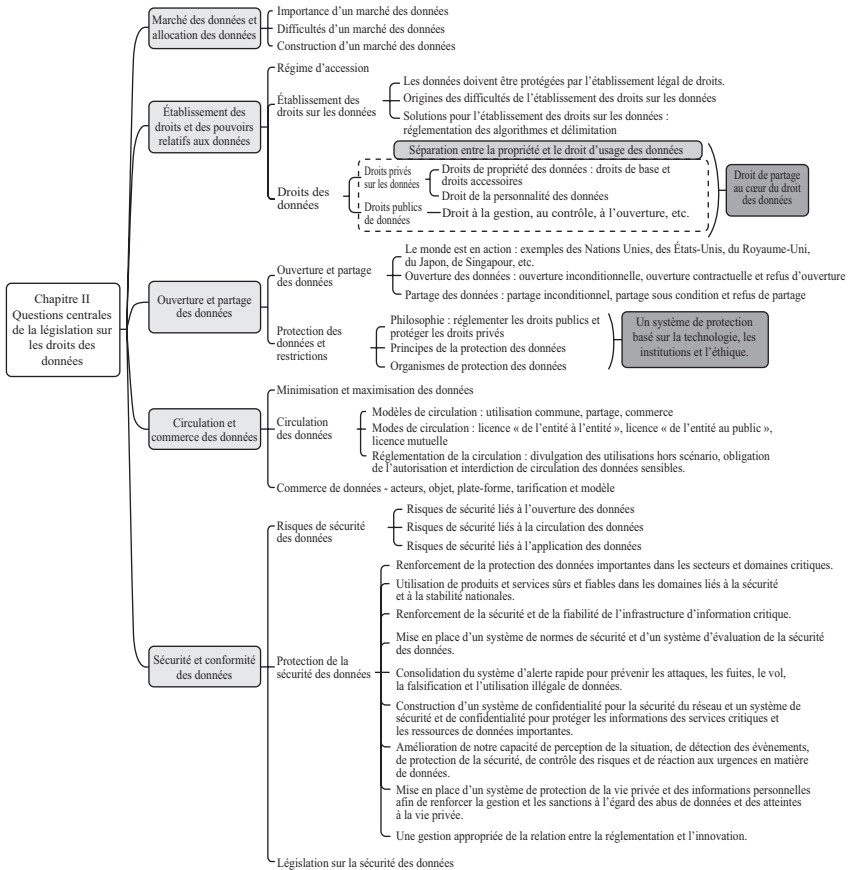 Chapitre II
Questions centrales
de la législation sur
les droits des
données
Marché des données et
allocation des données
Importance d’un marché des données
Difficultés d’un marché des données
Construction d’un marché des données
Établissement des
droits et des pouvoirs
relatifs aux données
Régime d’accession
Établissement des
droits sur les données
Les données doivent être protégées par l’établissement légal de droits.
Origines des difficultés de l’établissement des droits sur les données
Solutions pour l’établissement des droits sur les données :
réglementation des algorithmes et délimitation
Séparation entre la propriété et le droit d’usage des données
Droits des
données
Droits privés
sur les données
Droits de propriété des données : droits de base et
droits accessoires
Droit de la personnalité des données
Droits publics
de données
Droit à la gestion, au contrôle, à l’ouverture, etc.
Droit de partage
au cœur du droit
des données
Ouverture et partage
des données
Ouverture et partage
des données
Le monde est en action : exemples des Nations Unies, des États-Unis, du Royaume-Uni,
du Japon, de Singapour, etc.
Ouverture des données : ouverture inconditionnelle, ouverture contractuelle et refus d’ouverture
Partage des données : partage inconditionnel, partage sous condition et refus de partage
Protection des
données et
restrictions
Philosophie : réglementer les droits publics et
protéger les droits privés
Principes de la protection des données
Organismes de protection des données
Un système de protection
basé sur la technologie, les
institutions et l’éthique.
Circulation et
commerce des données
Minimisation et maximisation des données
Circulation
des données
Modèles de circulation : utilisation commune, partage, commerce
Modes de circulation : licence « de l’entité à l’entité », licence « de l’entité au public »,
licence mutuelle
Réglementation de la circulation : divulgation des utilisations hors scénario, obligation
de l’autorisation et interdiction de circulation des données sensibles.
Commerce de données - acteurs, objet, plate-forme, tarification et modèle
Sécurité et conformité
des données
Risques de sécurité
des données
Risques de sécurité liés à l’ouverture des données
Risques de sécurité liés à la circulation des données
Risques de sécurité liés à l’application des données
Protection de la
sécurité des données
Renforcement de la protection des données importantes dans les secteurs et domaines critiques.
Utilisation de produits et services sûrs et fiables dans les domaines liés à la sécurité
et à la stabilité nationales.
Renforcement de la sécurité et de la fiabilité de l’infrastructure d’information critique.
Mise en place d’un système de normes de sécurité et d’un système d’évaluation de la sécurité
des données.
Consolidation du système d’alerte rapide pour prévenir les attaques, les fuites, le vol,
la falsification et l’utilisation illégale de données.
Construction d’un système de confidentialité pour la sécurité du réseau et un système de
sécurité et de confidentialité pour protéger les informations des services critiques et
les ressources de données importantes.
Amélioration de notre capacité de perception de la situation, de détection des évènements,
de protection de la sécurité, de contrôle des risques et de réaction aux urgences en matière
de données.
Mise en place d’un système de protection de la vie privée et des informations personnelles
afin de renforcer la gestion et les sanctions à l’égard des abus de données et des atteintes
à la vie privée.
Une gestion appropriée de la relation entre la réglementation et l’innovation.
Législation sur la sécurité des données